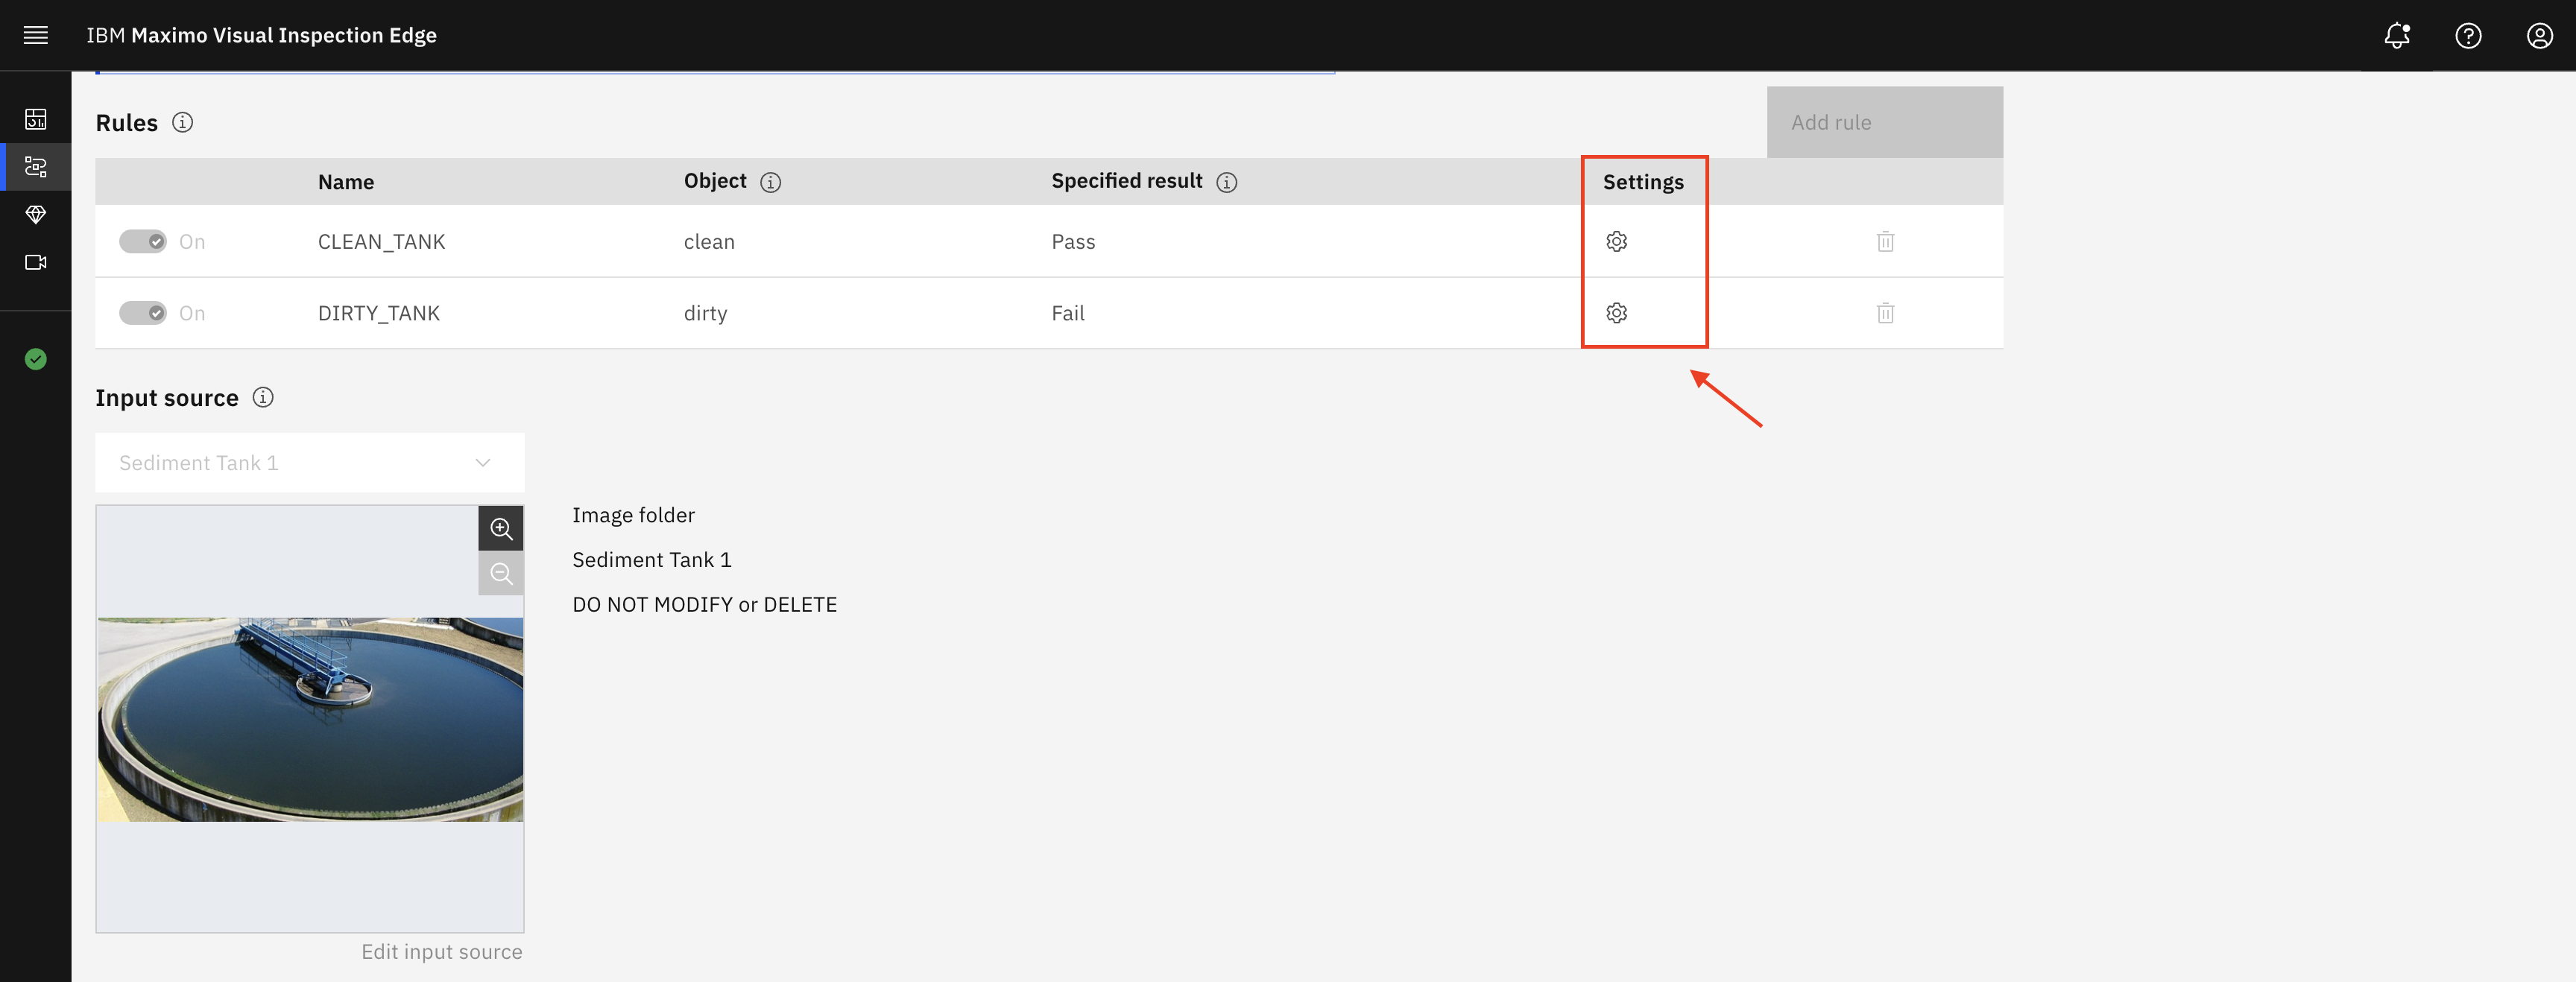 IBM Maximo Visual Inspection Edge
Rules
Add rule
Name Object Specified result Settings
On CLEAN_TANK clean Pass
On DIRTY_TANK dirty Fail
Input source
Sediment Tank 1
Image folder
Sediment Tank 1
DO NOT MODIFY or DELETE
Edit input source